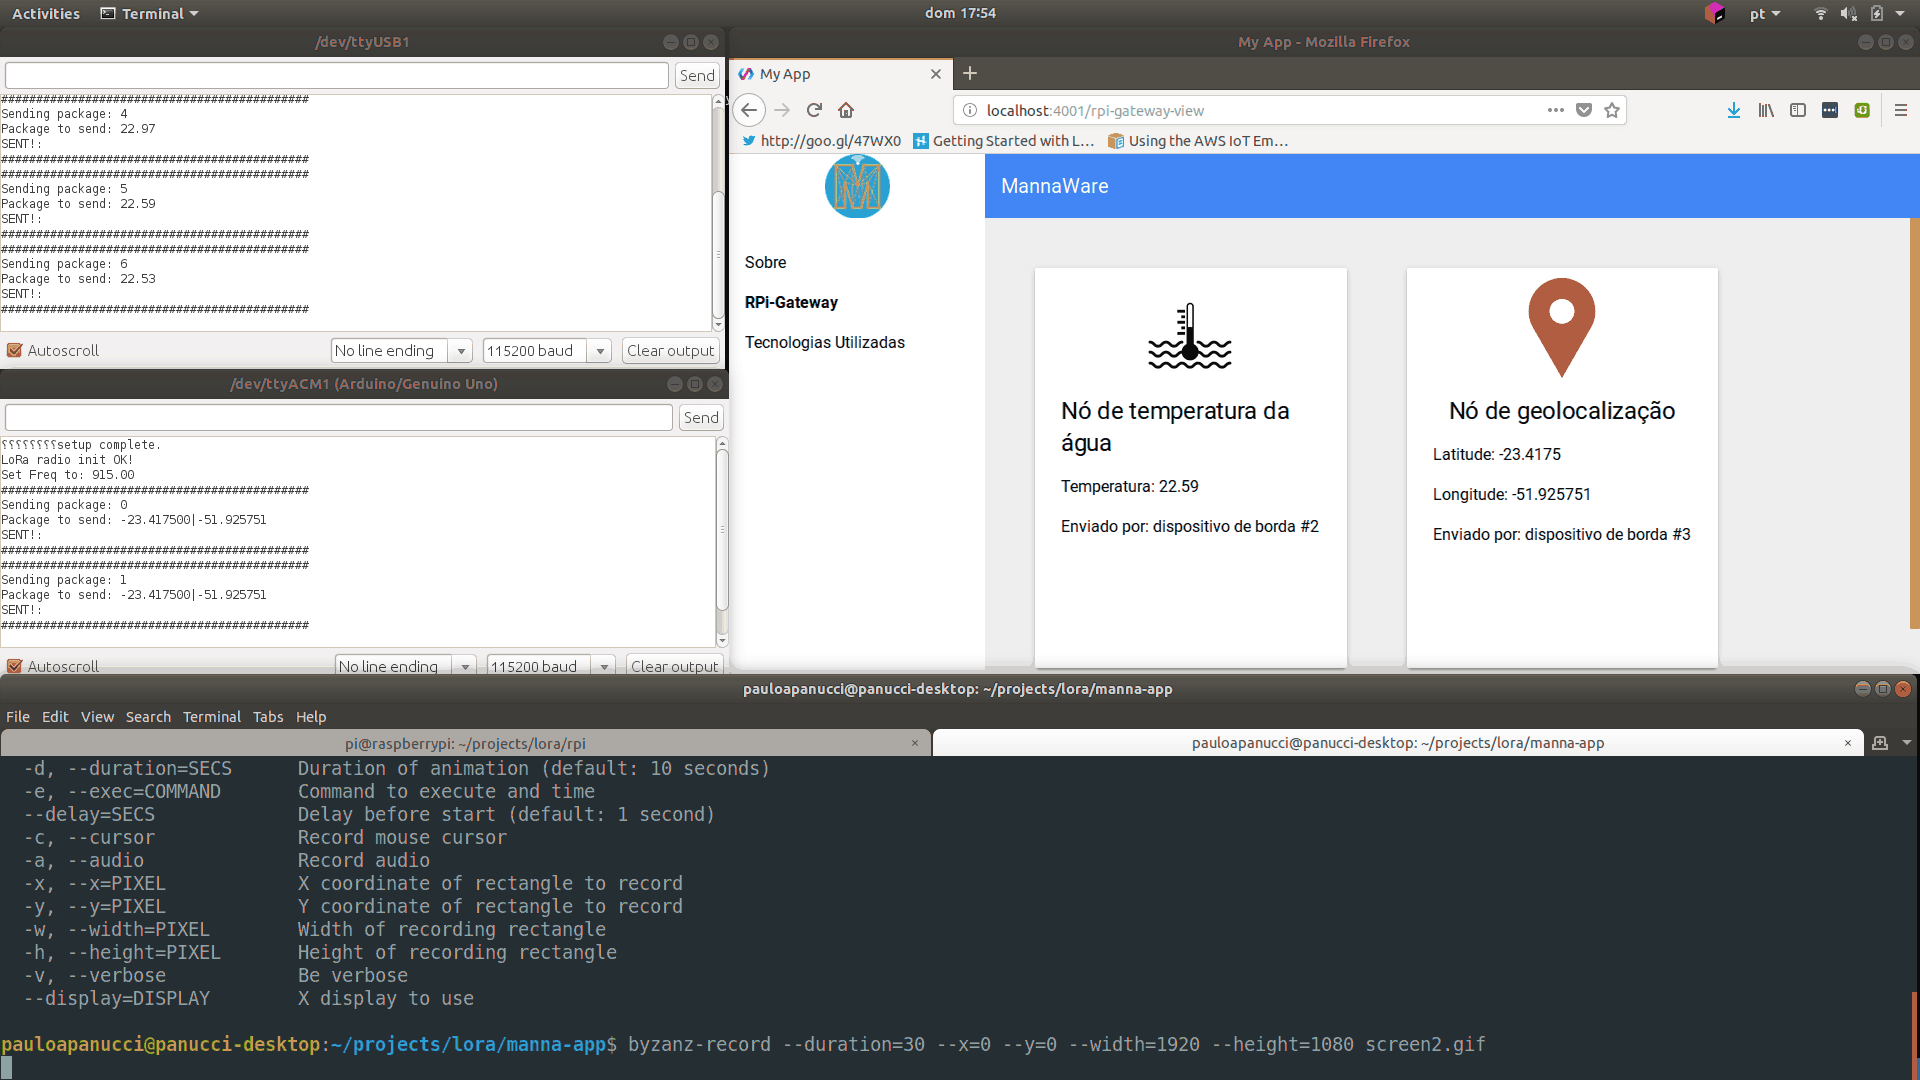 Activities
Terminal
dom 17:54
pt
/dev/ttyUSB1
Send
##########################################
Sending package: 4
Package to send: 22.97
SENT!:
##########################################
##########################################
Sending package: 5
Package to send: 22.59
SENT!:
##########################################
##########################################
Sending package: 6
Package to send: 22.53
SENT!:
##########################################
Autoscroll
No line ending
115200 baud
Clear output
/dev/ttyACM1 (Arduino/Genuino Uno)
Send
⸮⸮⸮⸮⸮⸮⸮⸮setup complete.
LoRa radio init OK!
Set Freq to: 915.00
##########################################
Sending package: 0
Package to send: -23.417500|-51.925751
SENT!:
##########################################
##########################################
Sending package: 1
Package to send: -23.417500|-51.925751
SENT!:
##########################################
Autoscroll
No line ending
115200 baud
Clear output
My App - Mozilla Firefox
My App
localhost:4001/rpi-gateway-view
http://goo.gl/47WX0
Getting Started with L…
Using the AWS IoT Em…
M
MannaWare
Sobre
RPi-Gateway
Tecnologias Utilizadas
Nó de temperatura da
água
Temperatura: 22.59
Enviado por: dispositivo de borda #2
Nó de geolocalização
Latitude: -23.4175
Longitude: -51.925751
Enviado por: dispositivo de borda #3
pauloapanucci@panucci-desktop: ~/projects/lora/manna-app
File Edit View Search Terminal Tabs Help
pi@raspberrypi: ~/projects/lora/rpi
pauloapanucci@panucci-desktop: ~/projects/lora/manna-app
-d, --duration=SECS Duration of animation (default: 10 seconds)
-e, --exec=COMMAND Command to execute and time
--delay=SECS Delay before start (default: 1 second)
-c, --cursor Record mouse cursor
-a, --audio Record audio
-x, --x=PIXEL X coordinate of rectangle to record
-y, --y=PIXEL Y coordinate of rectangle to record
-w, --width=PIXEL Width of recording rectangle
-h, --height=PIXEL Height of recording rectangle
-v, --verbose Be verbose
--display=DISPLAY X display to use
pauloapanucci@panucci-desktop:~/projects/lora/manna-app$ byzanz-record --duration=30 --x=0 --y=0 --width=1920 --height=1080 screen2.gif